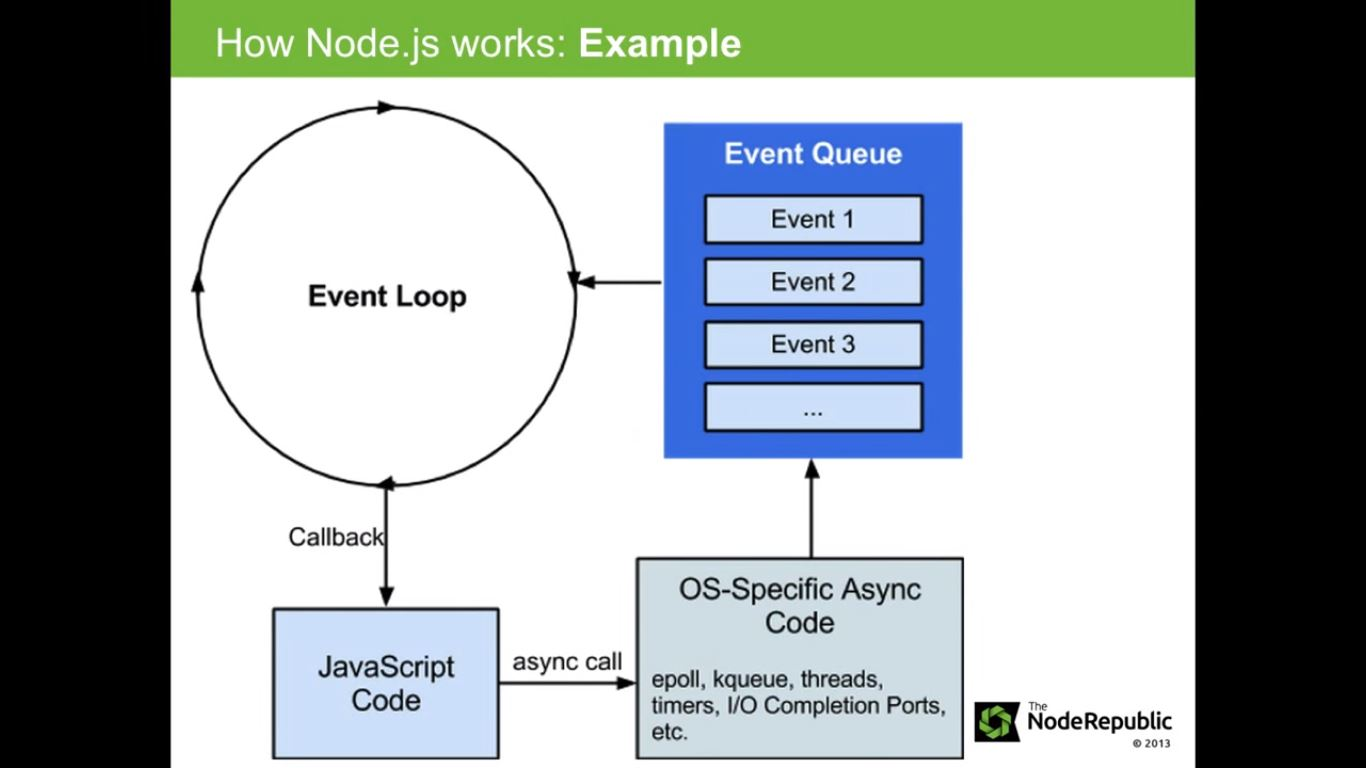 How Node.js works: Example
Event Loop
Event Queue
Event 1
Event 2
Event 3
...
Callback
JavaScript
Code
async call
OS-Specific Async
Code
epoll, kqueue, threads,
timers, I/O Completion Ports,
etc.
The
NodeRepublic
© 2013